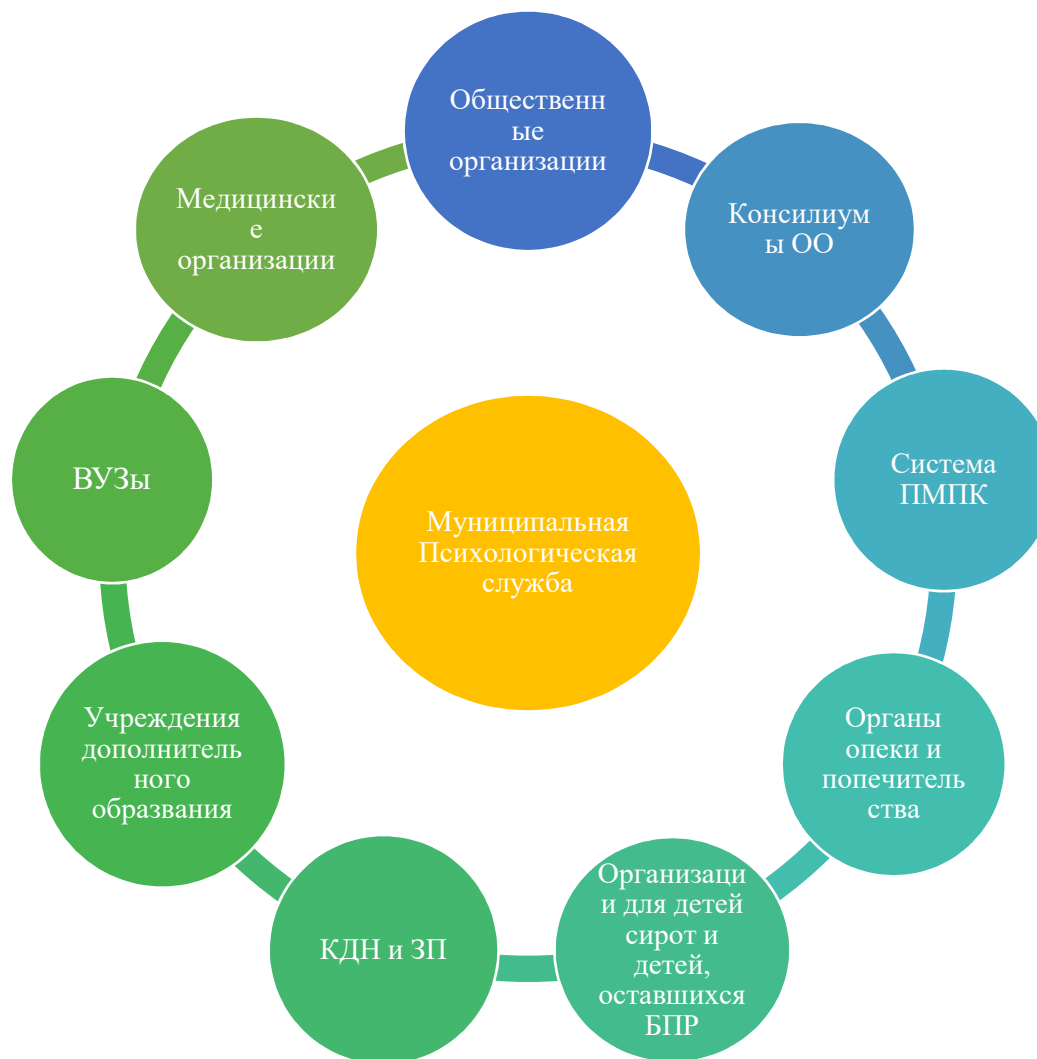 Общественн
ые
организации
Консилиум
ы ОО
Система
ПМПК
Органы
опеки и
попечитель
ства
Организаци
и для детей
сирот и
детей,
оставшихся
БПР
КДН и ЗП
Учреждения
дополнитель
ного
образвания
ВУЗы
Медицински
е
организации
Муниципальная
Психологическая
служба